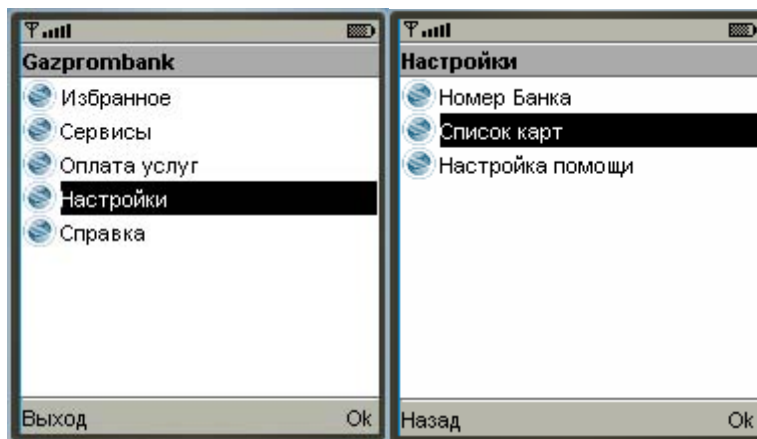 Gazprombank
Избранное
Сервисы
Оплата услуг
Настройки
Справка
Выход Ok
Настройки
Номер Банка
Список карт
Настройка помощи
Назад Ok